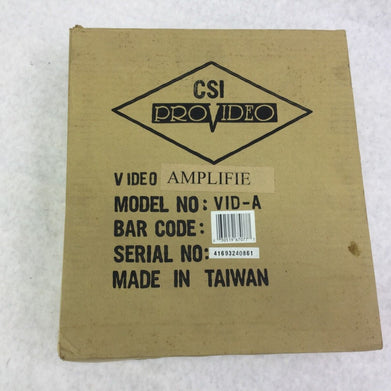 CSI
PROVIDEO
VIDEO AMPLIFIE
MODEL NO: VID-A
BAR CODE:
SERIAL NO: 41693240861
MADE IN TAIWAN